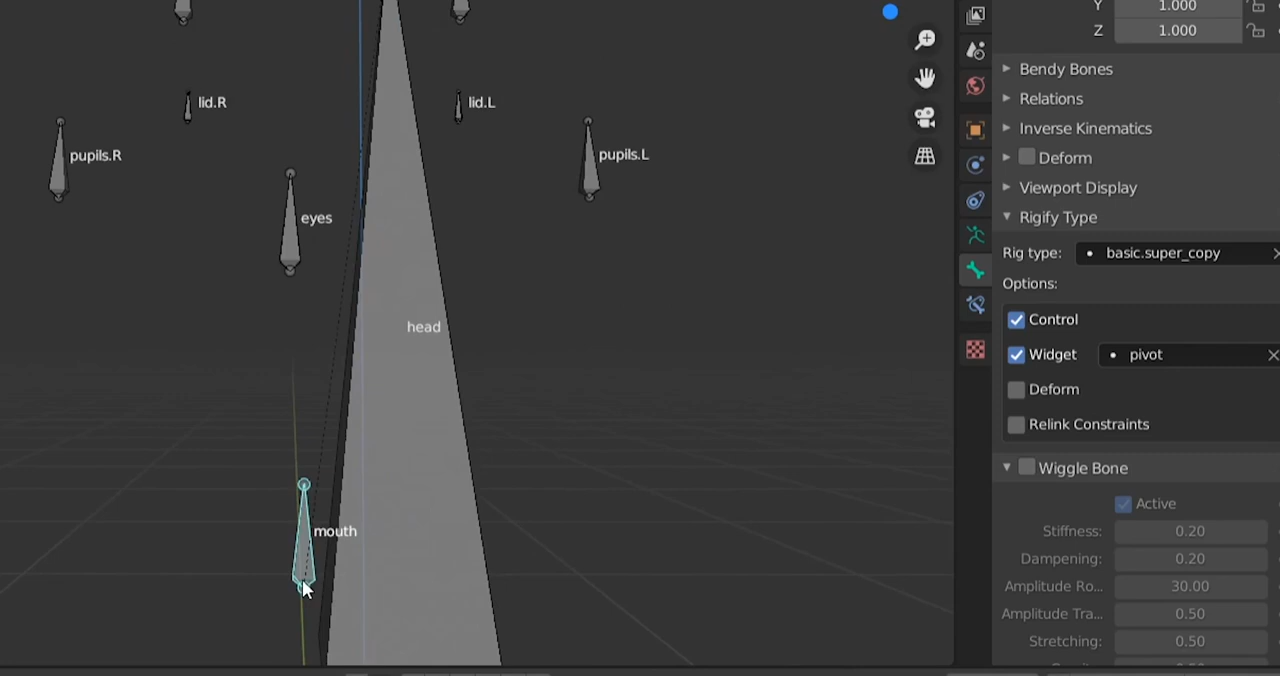 Y 1.000
Z 1.000
Bendy Bones
Relations
Inverse Kinematics
Deform
Viewport Display
Rigify Type
Rig type: basic.super_copy
Options:
Control
Widget pivot
Deform
Relink Constraints
Wiggle Bone
Active
Stiffness: 0.20
Dampening: 0.20
Amplitude Ro... 30.00
Amplitude Tra... 0.50
Stretching: 0.50
lid.R
lid.L
pupils.R
pupils.L
eyes
head
mouth